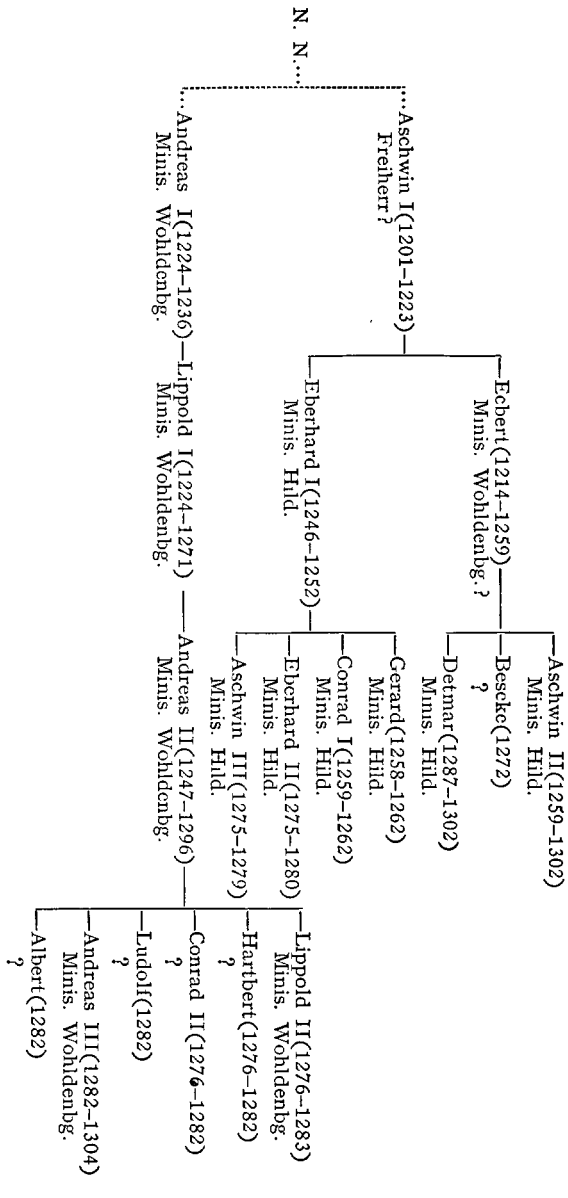 N. N.
Aschwin I(1201–1223)
Freiherr?
Ecbert(1214–1259)
Minis. Wohldenbg.?
Aschwin II(1259–1302)
Minis. Hild.
Bescke(1272)
?
Detmar(1287–1302)
Minis. Hild.
Eberhard I(1246–1252)
Minis. Hild.
Gerard(1258–1262)
Minis. Hild.
Conrad I(1259–1262)
Minis. Hild.
Eberhard II(1275–1280)
Minis. Hild.
Aschwin III(1275–1279)
Minis. Hild.
Andreas I(1224–1236)
Minis. Wohldenbg.
Lippold I(1224–1271)
Minis. Wohldenbg.
Andreas II(1247–1296)
Minis. Wohldenbg.
Lippold II(1276–1283)
Minis. Wohldenbg.
Hartbert(1276–1282)
?
Conrad II(1276–1282)
?
Ludolf(1282)
?
Andreas III(1282–1304)
Minis. Wohldenbg.
Albert(1282)
?